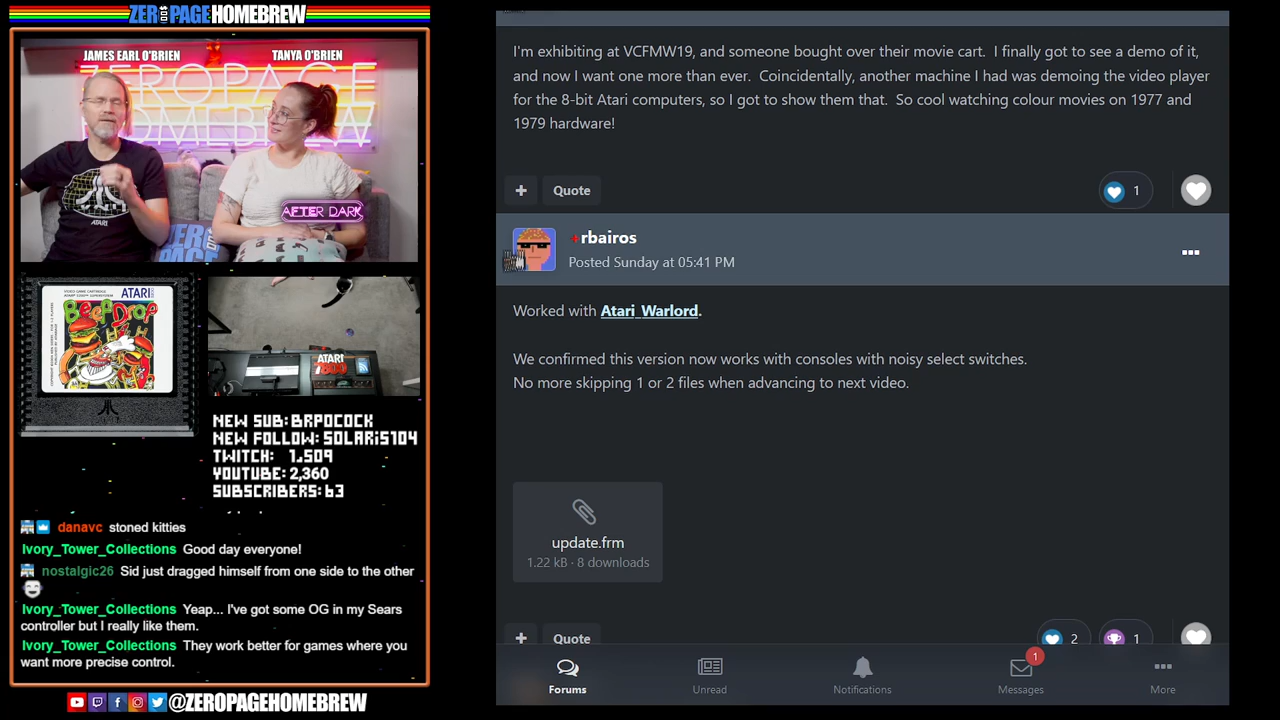 ZEROPAGEHOMEBREW
JAMES EARL O'BRIEN
TANYA O'BRIEN
ZEROPAGE
HOMEBREW
ATARI
AFTER DARK
ATARI
BEEFDROP
ATARI
7800
NEW SUB: BRPOCOCK
NEW FOLLOW: SOLARIS104
TWITCH: 1,509
YOUTUBE: 2,360
SUBSCRIBERS: 63
danavc stoned kitties
Ivory_Tower_Collections Good day everyone!
nostalgic26 Sid just dragged himself from one side to the other
Ivory_Tower_Collections Yeap... I've got some OG in my Sears
controller but I really like them.
Ivory_Tower_Collections They work better for games where you
want more precise control.
@ZEROPAGEHOMEBREW
I'm exhibiting at VCFMW19, and someone bought over their movie cart. I finally got to see a demo of it,
and now I want one more than ever. Coincidentally, another machine I had was demoing the video player
for the 8-bit Atari computers, so I got to show them that. So cool watching colour movies on 1977 and
1979 hardware!
+ Quote
1
+rbairos
Posted Sunday at 05:41 PM
Worked with Atari_Warlord.
We confirmed this version now works with consoles with noisy select switches.
No more skipping 1 or 2 files when advancing to next video.
update.frm
1.22 kB · 8 downloads
+ Quote
2
1
1
Forums
Unread
Notifications
Messages
More